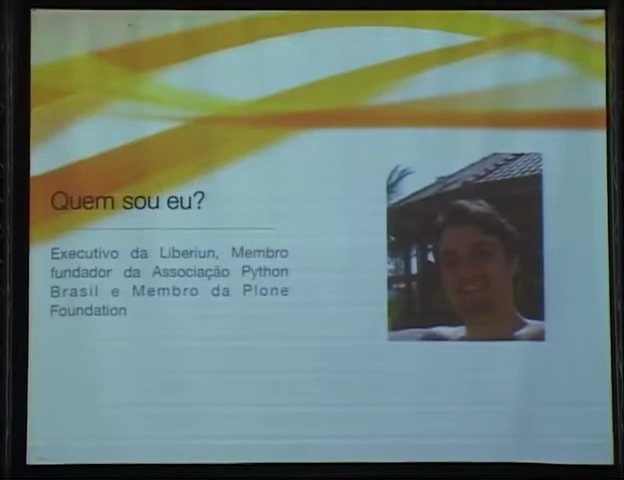 Quem sou eu?
Executivo da Liberiun, Membro
fundador da Associação Python
Brasil e Membro da Plone
Foundation